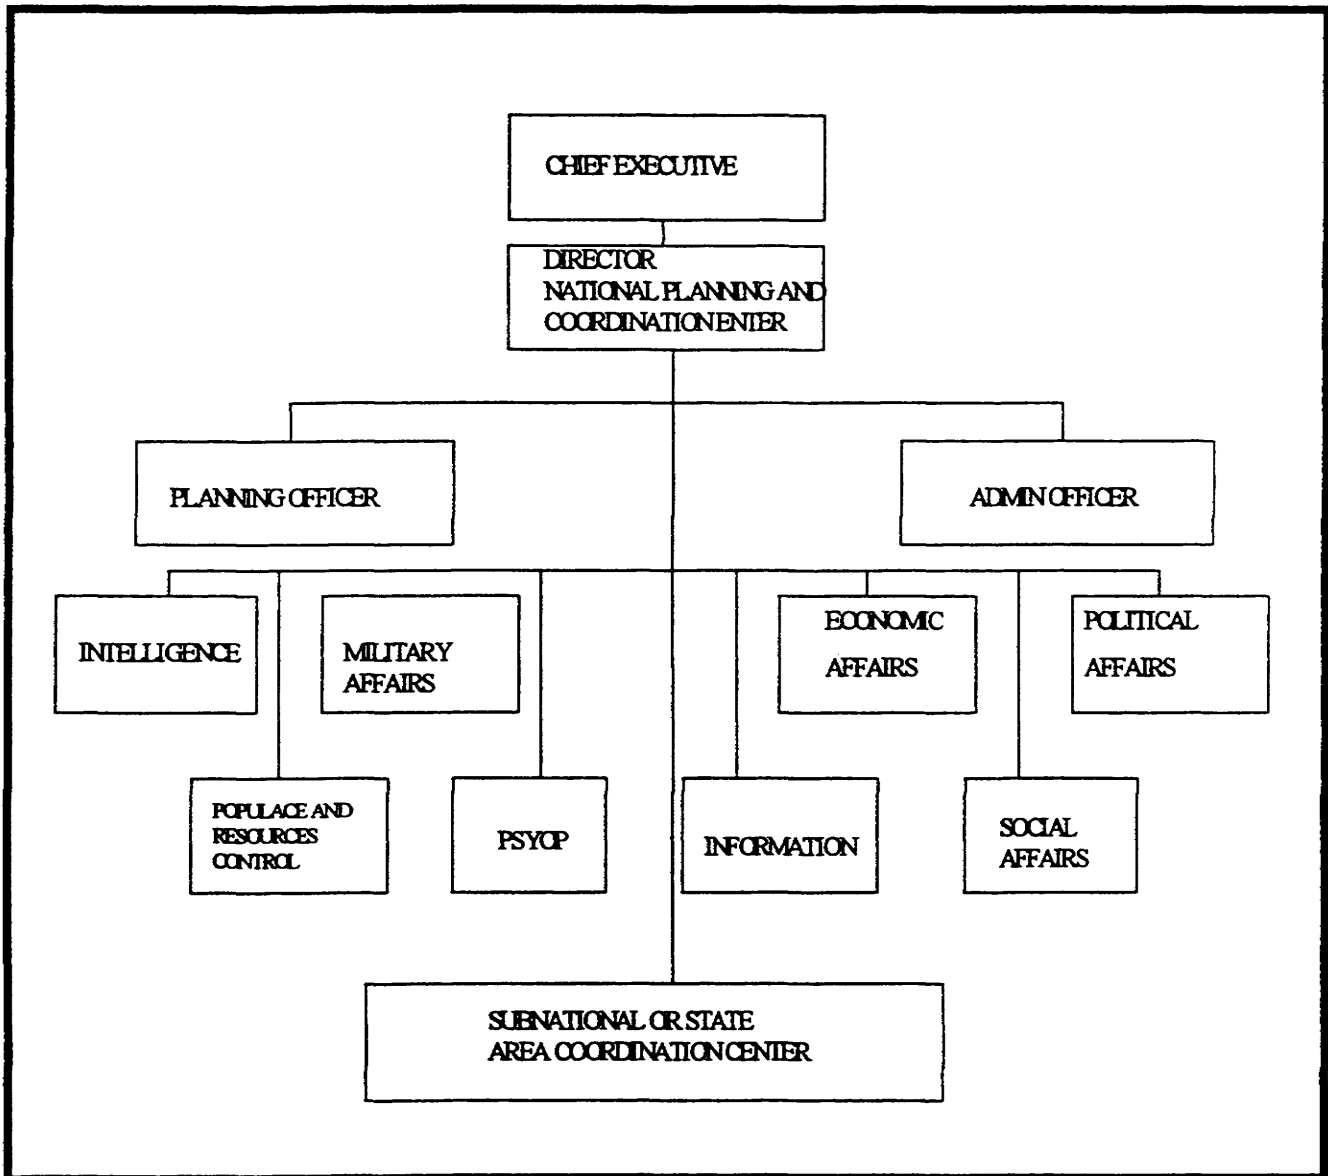 CHIEF EXECUTIVE
DIRECTOR
NATIONAL PLANNING AND
COORDINATION ENTER
PLANNING OFFICER
ADMIN OFFICER
INTELLIGENCE
MILITARY
AFFAIRS
ECONOMIC
AFFAIRS
POLITICAL
AFFAIRS
POPULACE AND
RESOURCES
CONTROL
PSYOP
INFORMATION
SOCIAL
AFFAIRS
SUBNATIONAL OR STATE
AREA COORDINATION CENTER